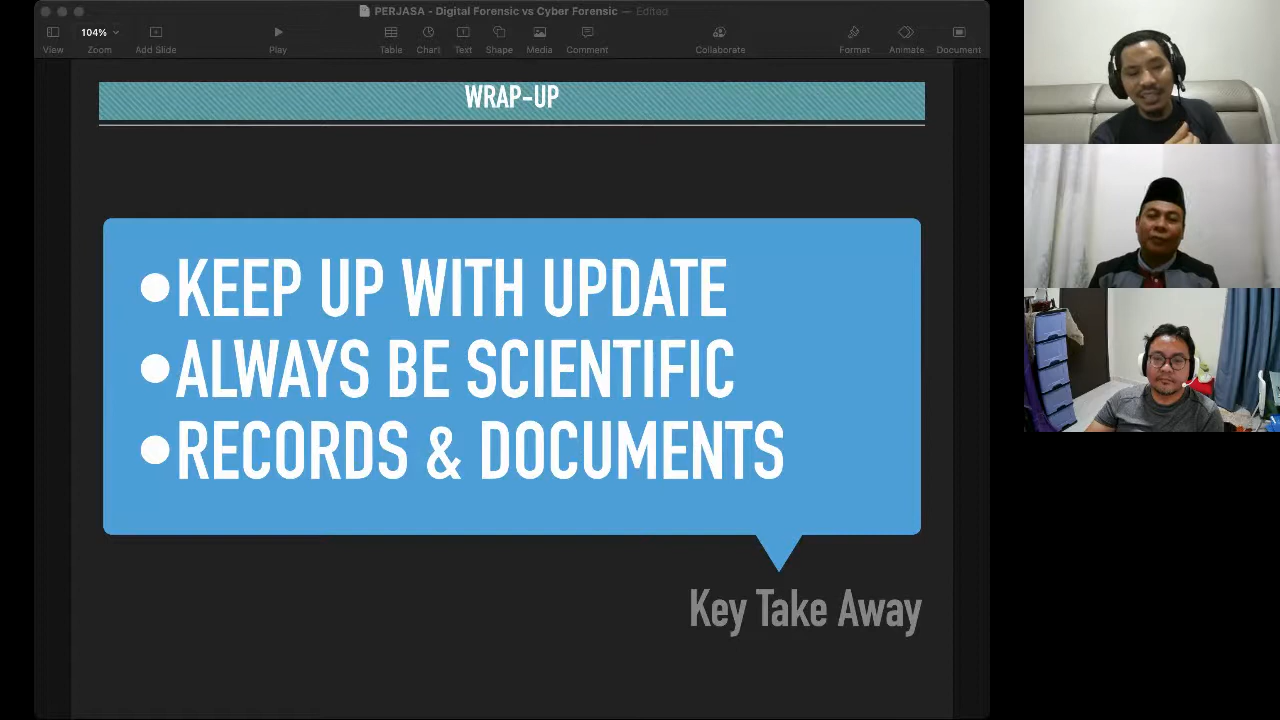 PERJASA - Digital Forensic vs Cyber Forensic — Edited
104%
View
Zoom
Add Slide
Play
Table
Chart
Text
Shape
Media
Comment
Collaborate
Format
Animate
Document
WRAP-UP
•KEEP UP WITH UPDATE
•ALWAYS BE SCIENTIFIC
•RECORDS & DOCUMENTS
Key Take Away